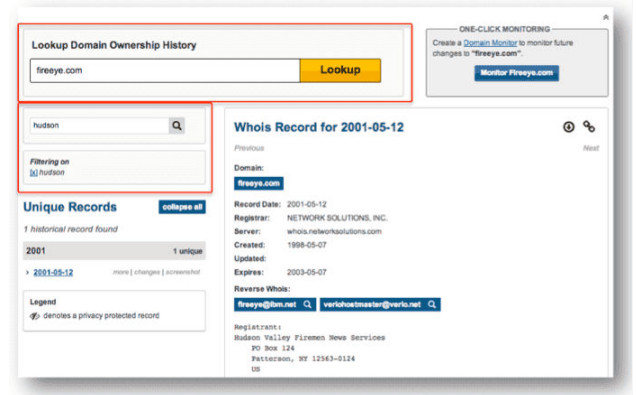 Lookup Domain Ownership History
fireeye.com
Lookup
ONE-CLICK MONITORING
Create a Domain Monitor to monitor future
changes to "fireeye.com".
Monitor Fireeye.com
hudson
Filtering on
[x] hudson
Unique Records
collapse all
1 historical record found
2001
1 unique
› 2001-05-12
more | changes | screenshot
Legend
denotes a privacy protected record
Whois Record for 2001-05-12
Previous
Next
Domain:
fireeye.com
Record Date: 2001-05-12
Registrar: NETWORK SOLUTIONS, INC.
Server: whois.networksolutions.com
Created: 1998-05-07
Updated:
Expires: 2003-05-07
Reverse Whois:
fireeye@ibm.net
veriohostmaster@verio.net
Registrant:
Hudson Valley Firemen News Services
PO Box 124
Patterson, NY 12563-0124
US